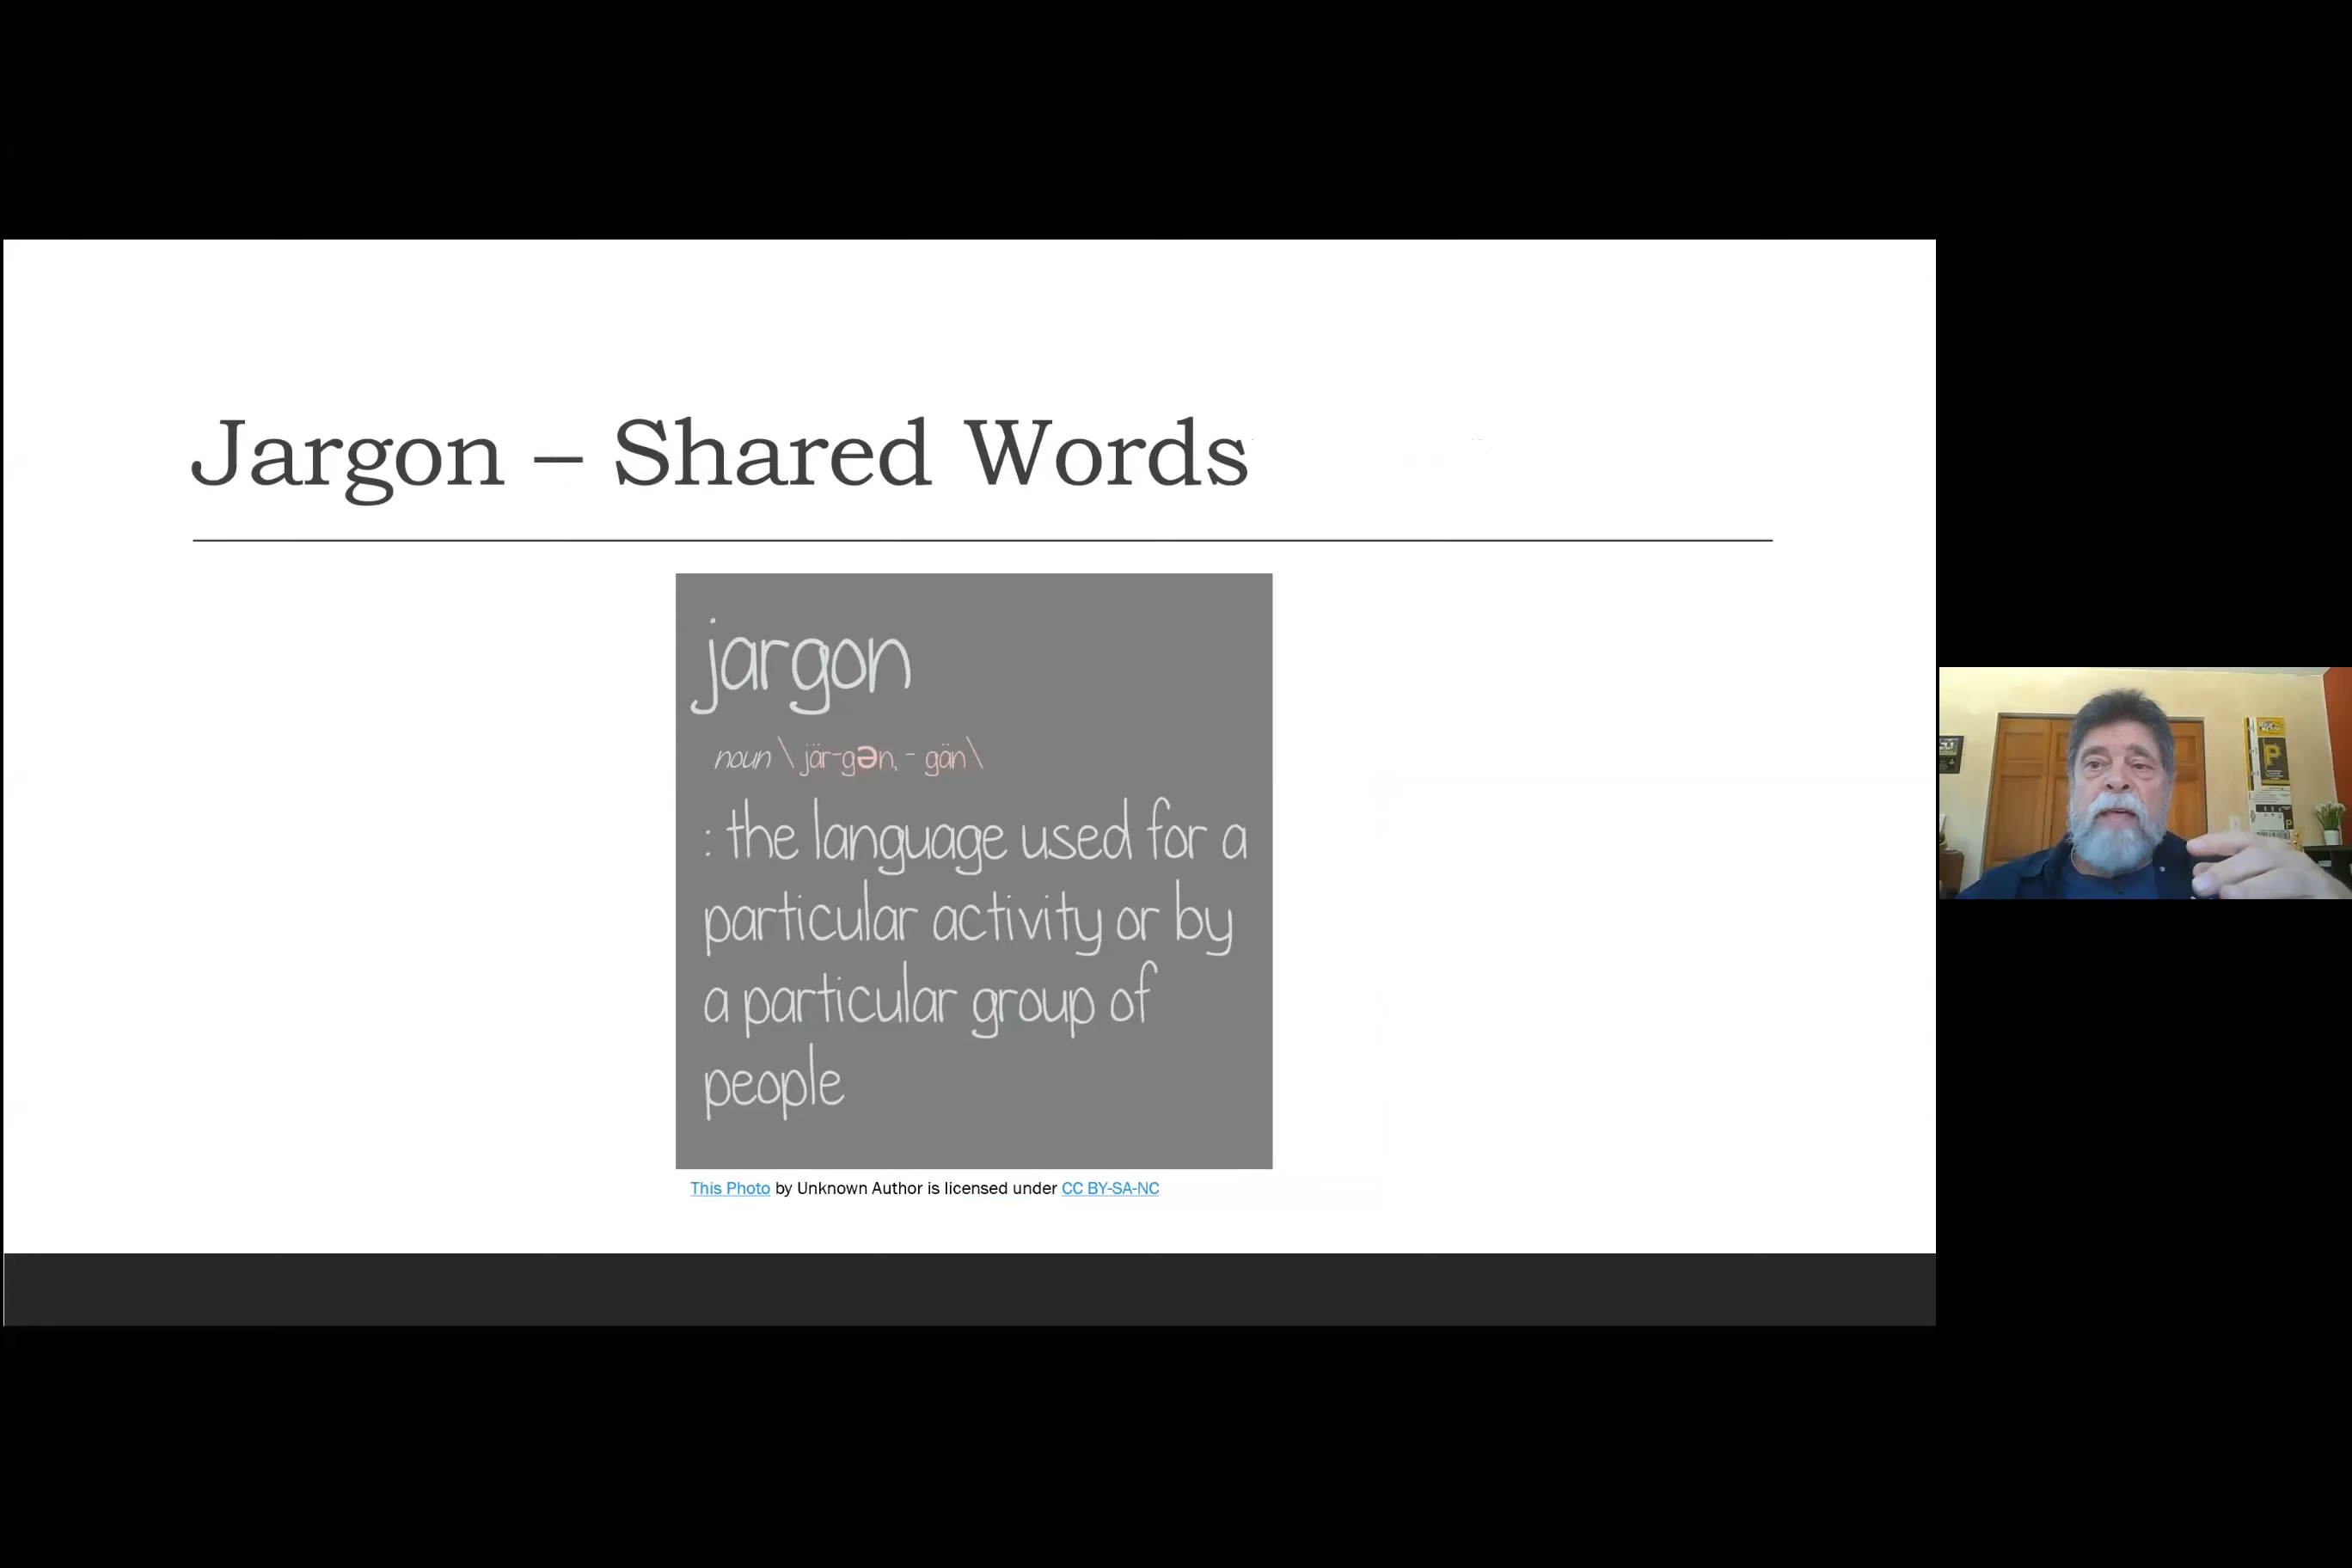 Jargon – Shared Words
jargon
noun \ jär-gən, - gän\
: the language used for a
particular activity or by
a particular group of
people
This Photo by Unknown Author is licensed under CC BY-SA-NC
P
P